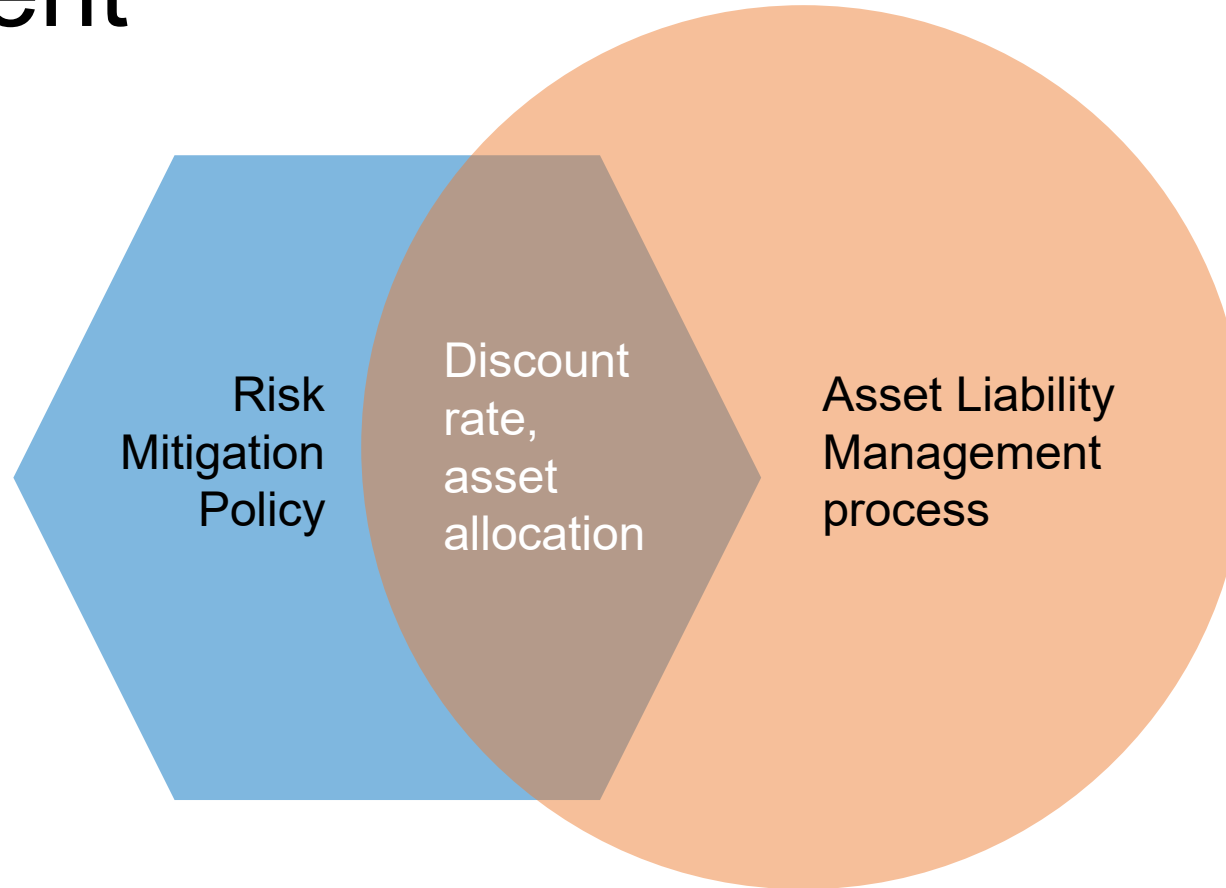 Risk
Mitigation
Policy
Discount
rate,
asset
allocation
Asset Liability
Management
process